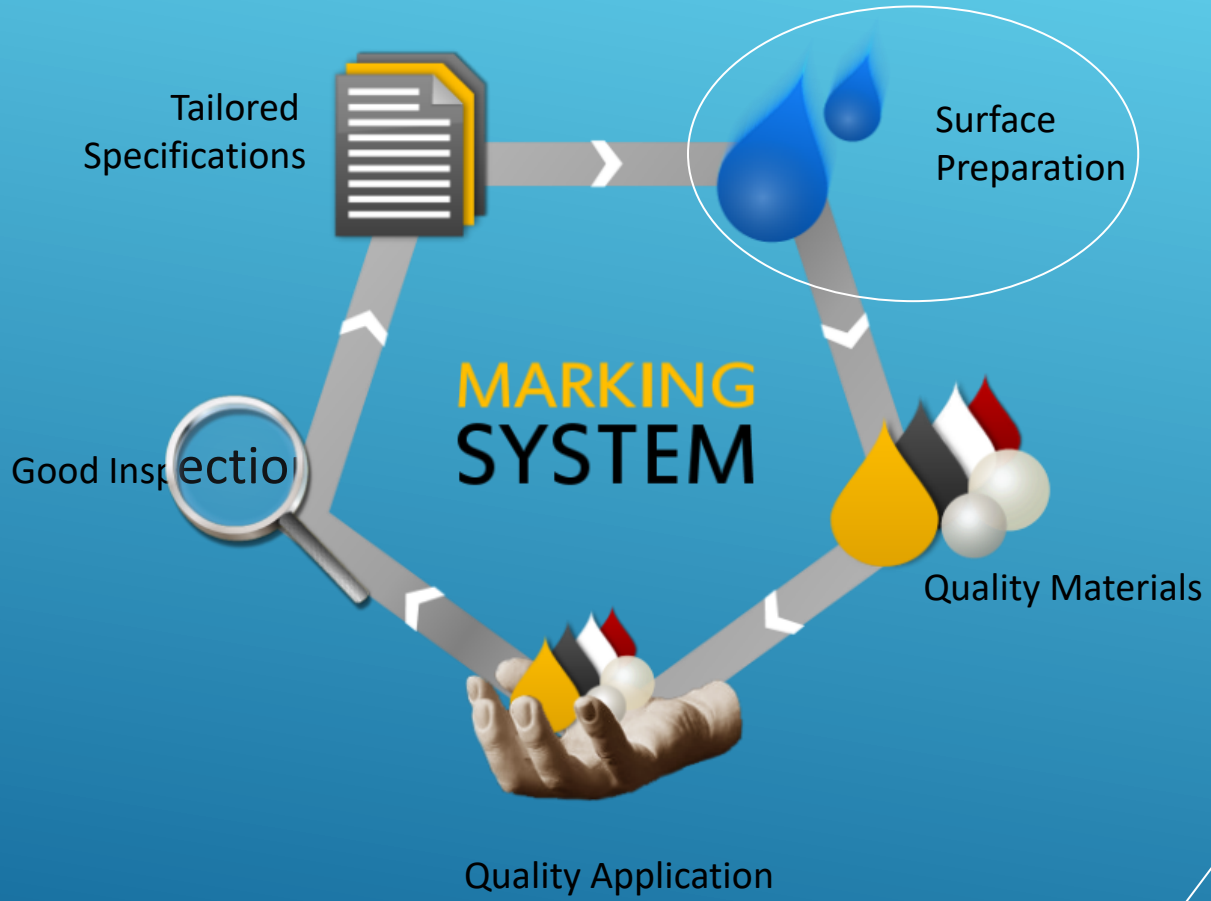 Tailored
Specifications
Surface
Preparation
MARKING
SYSTEM
Good Inspectio
Quality Materials
Quality Application